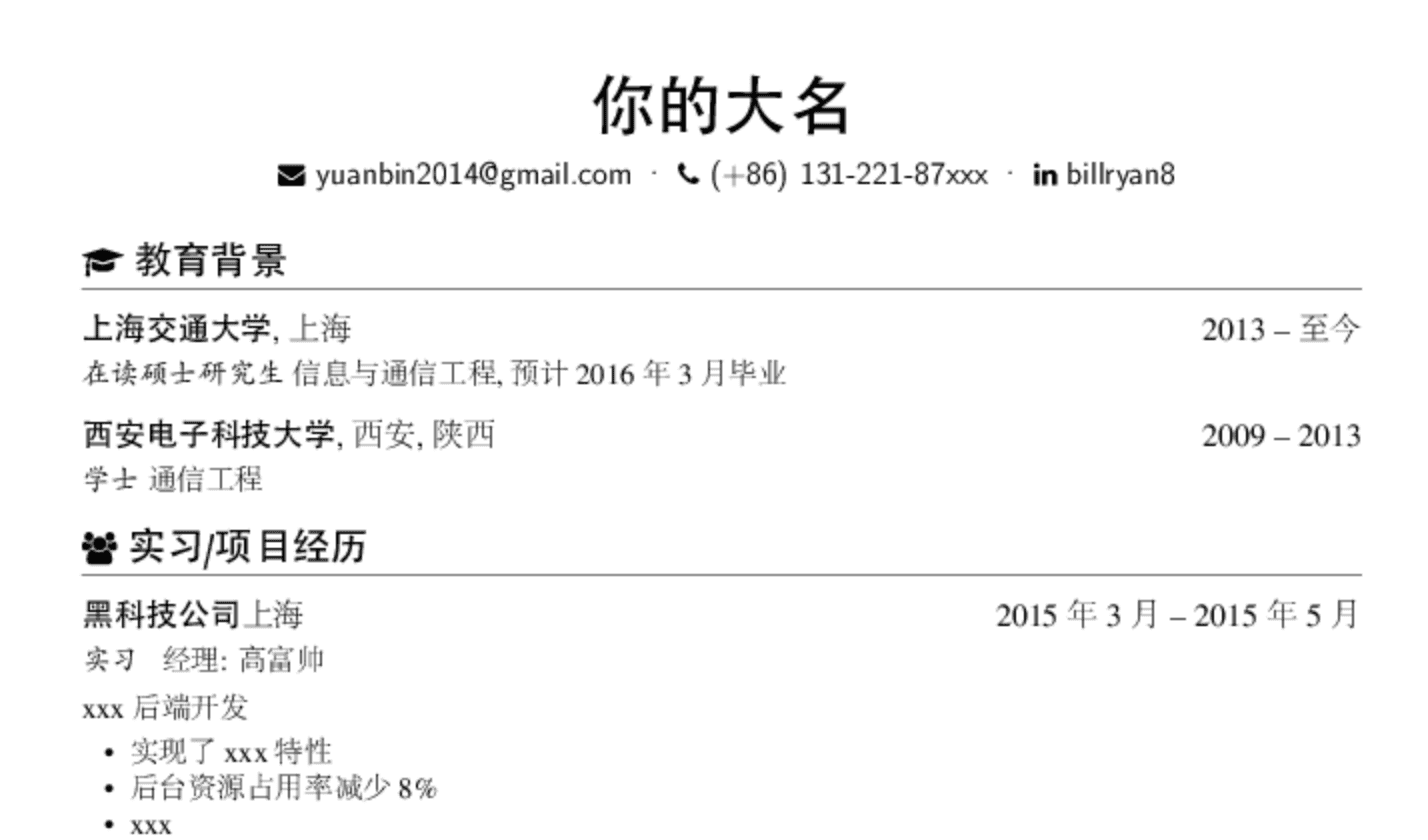 你的大名
yuanbin2014@gmail.com · (+86) 131-221-87xxx · in billryan8
教育背景
上海交通大学, 上海 2013 – 至今
在读硕士研究生 信息与通信工程, 预计 2016 年 3 月毕业
西安电子科技大学, 西安, 陕西 2009 – 2013
学士 通信工程
实习/项目经历
黑科技公司上海 2015 年 3 月 – 2015 年 5 月
实习 经理: 高富帅
xxx 后端开发
• 实现了 xxx 特性
• 后台资源占用率减少 8%
• xxx